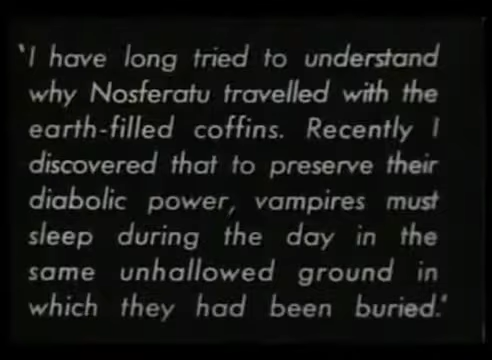 'I have long tried to understand
why Nosferatu travelled with the
earth-filled coffins. Recently I
discovered that to preserve their
diabolic power, vampires must
sleep during the day in the
same unhallowed ground in
which they had been buried.'